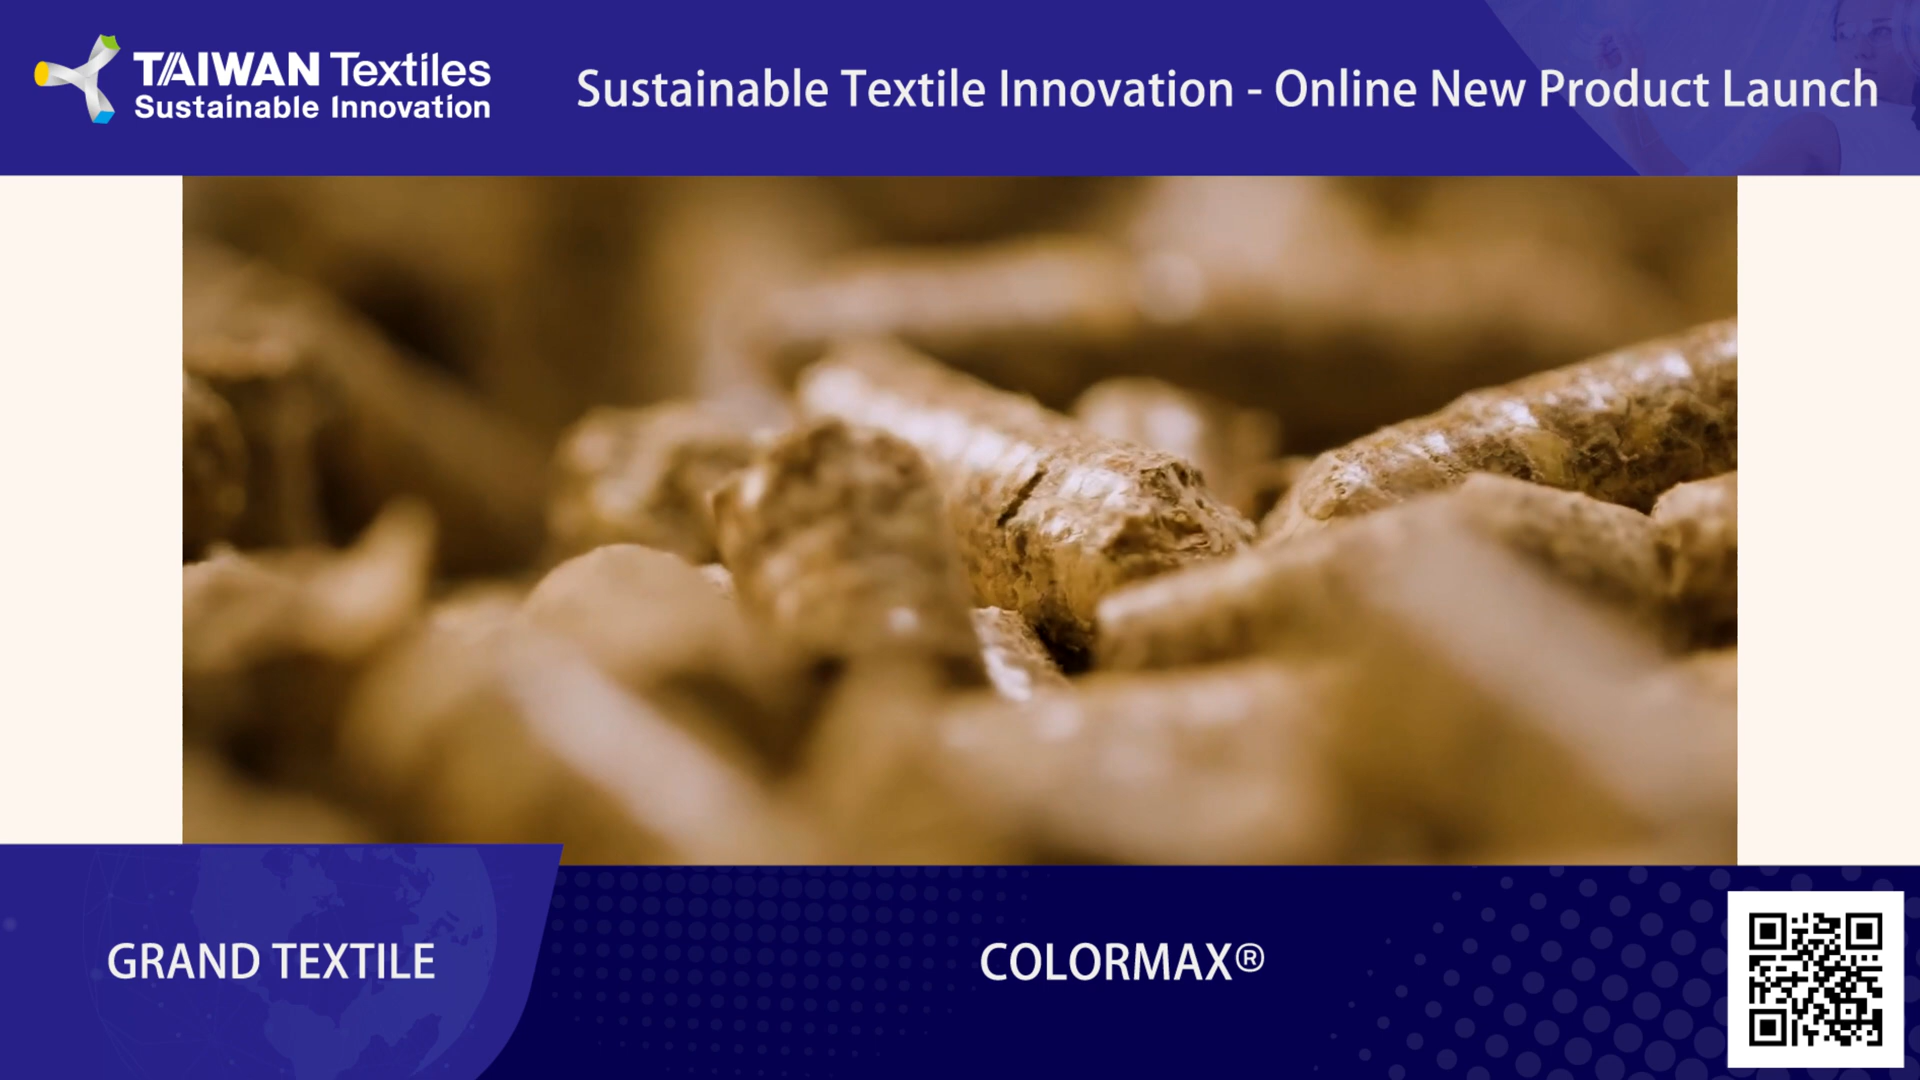 TAIWAN Textiles
Sustainable Innovation
Sustainable Textile Innovation - Online New Product Launch
GRAND TEXTILE
COLORMAX®